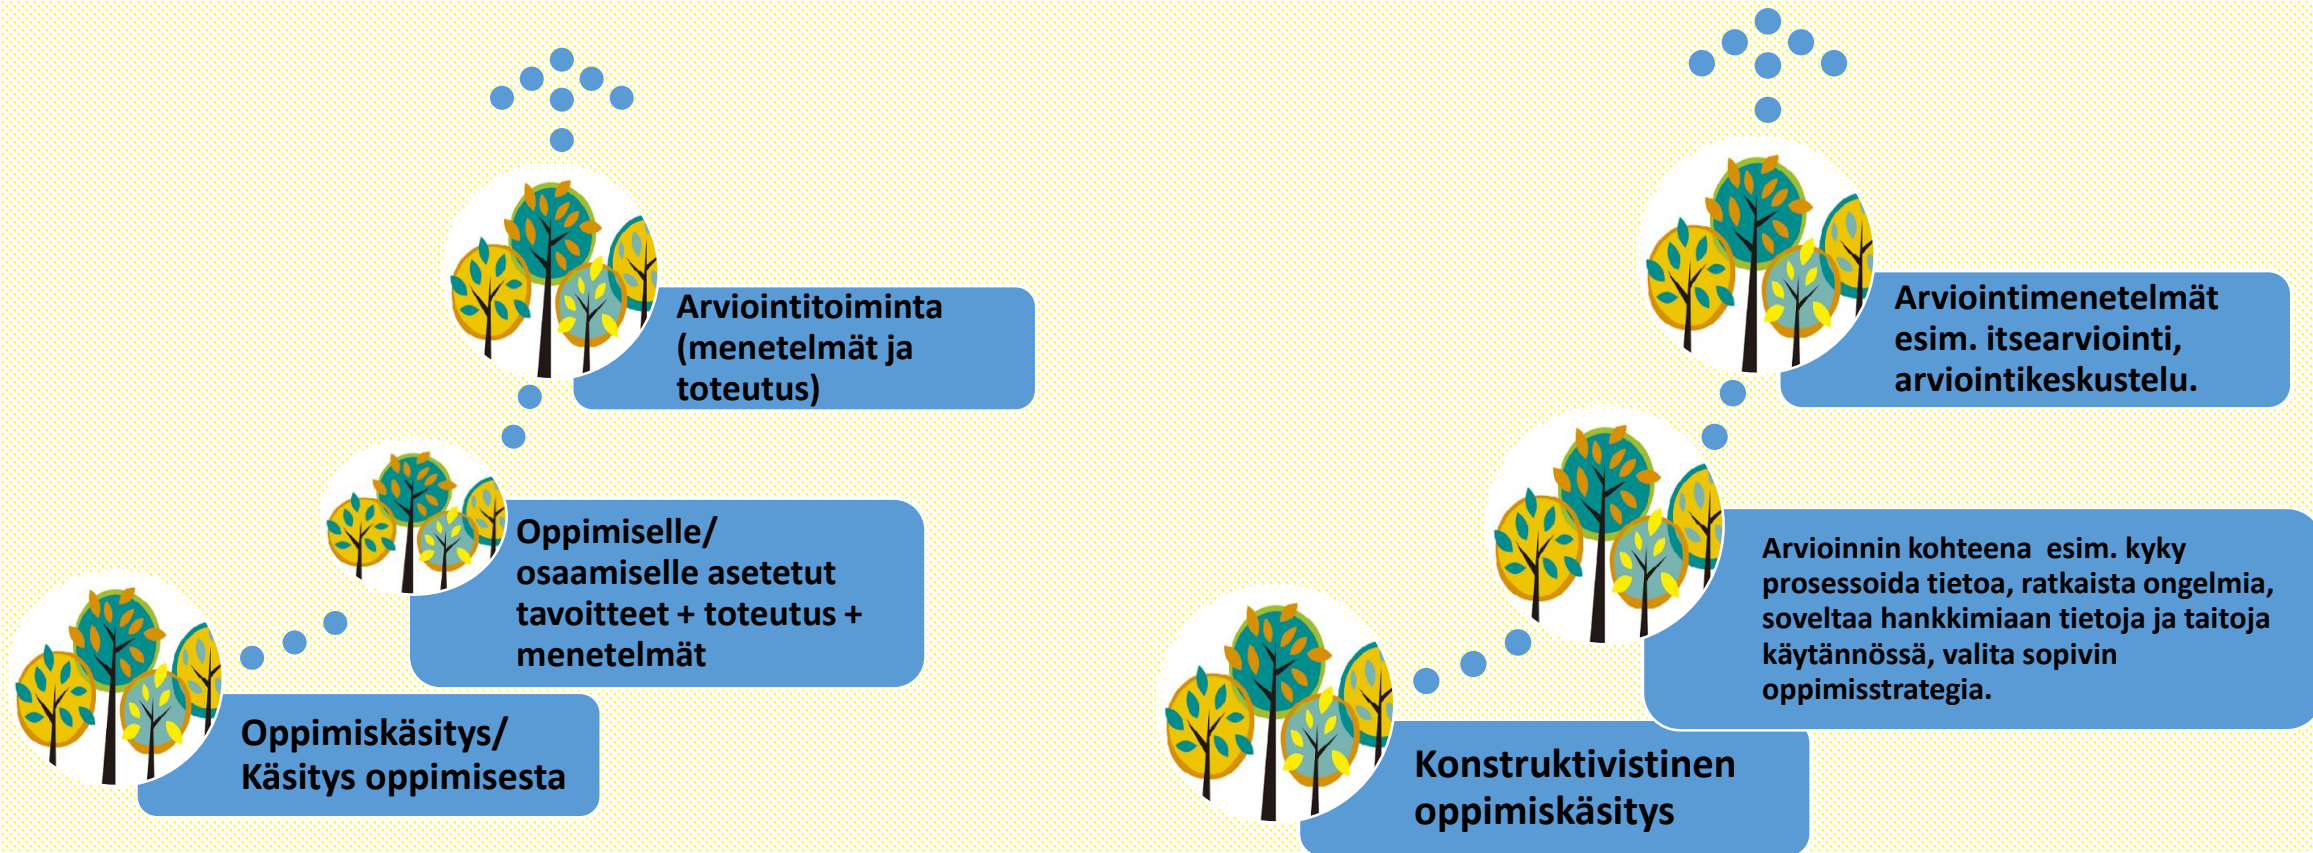 Arviointitoiminta
(menetelmät ja
toteutus)
Oppimiselle/
osaamiselle asetetut
tavoitteet + toteutus +
menetelmät
Oppimiskäsitys/
Käsitys oppimisesta
Arviointimenetelmät
esim. itsearviointi,
arviointikeskustelu.
Arvioinnin kohteena esim. kyky
prosessoida tietoa, ratkaista ongelmia,
soveltaa hankkimiaan tietoja ja taitoja
käytännössä, valita sopivin
oppimisstrategia.
Konstruktivistinen
oppimiskäsitys